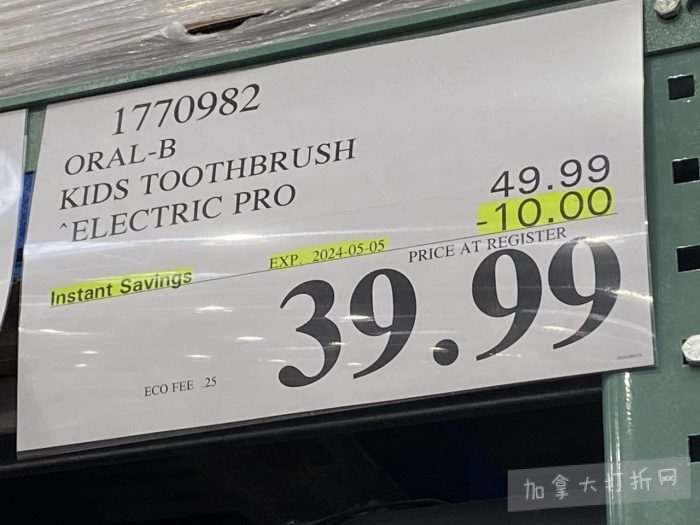 1770982
ORAL-B
KIDS TOOTHBRUSH
^ELECTRIC PRO
49.99
-10.00
Instant Savings
EXP. 2024-05-05
PRICE AT REGISTER
39.99
ECO FEE .25
加拿大打折网